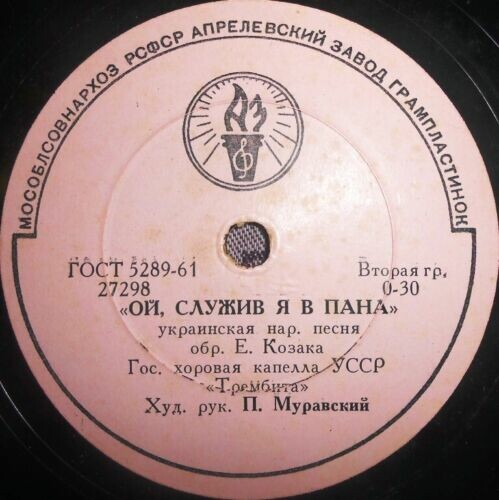 МОСОБЛСОВНАРХОЗ РСФСР АПРЕЛЕВСКИЙ ЗАВОД ГРАМПЛАСТИНОК
АЗ
ГОСТ 5289-61
Вторая гр.
27298
0-30
«ОЙ, СЛУЖИВ Я В ПАНА»
украинская нар. песня
обр. Е. Козака
Гос. хоровая капелла УССР
«Трембита»
Худ. рук. П. Муравский